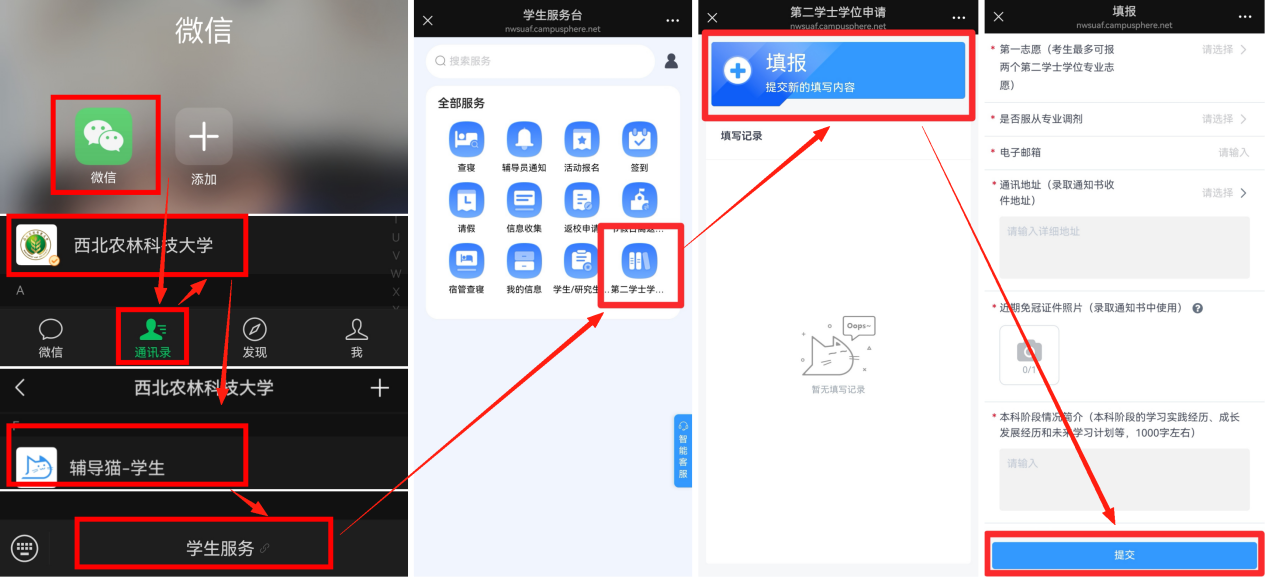 微信
微信
添加
西北农林科技大学
T
U
V
W
X
A
微信
通讯录
发现
我
西北农林科技大学
F
辅导猫-学生
学生服务
学生服务台
nwsuaf.campusphere.net
搜索服务
全部服务
查寝
辅导员通知
活动报名
签到
请假
信息收集
返校申请
宿管查寝
我的信息
学生/研究生...
第二学士学...
智能客服
第二学士学位申请
nwsuaf.campusphere.net
填报
提交新的填写内容
填写记录
Oops~
暂无填写记录
填报
nwsuaf.campusphere.net
* 第一志愿（考生最多可报
两个第二学士学位专业志
愿）
请选择
* 是否服从专业调剂
请选择
* 电子邮箱
请输入
* 通讯地址（录取通知书收
件地址）
请选择
请输入详细地址
* 近期免冠证件照片（录取通知书中使用）
0/1
* 本科阶段情况简介（本科阶段的学习实践经历、成长
发展经历和未来学习计划等，1000字左右）
请输入
提交